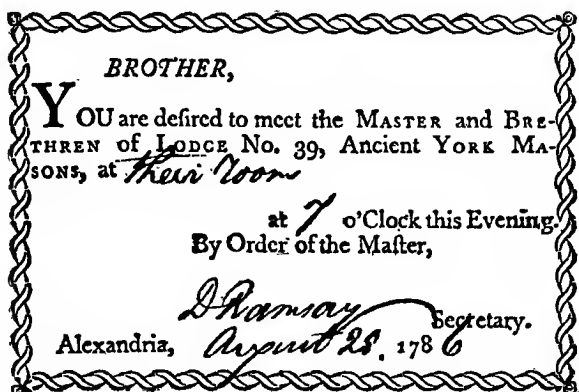 BROTHER,
YOU are deſired to meet the MASTER and BRE-
THREN of LODGE No. 39, Ancient YORK MA-
SONS, at their Room
at 7 o'Clock this Evening.
By Order of the Maſter,
D Ramsay Secretary.
Alexandria, August 28. 1786